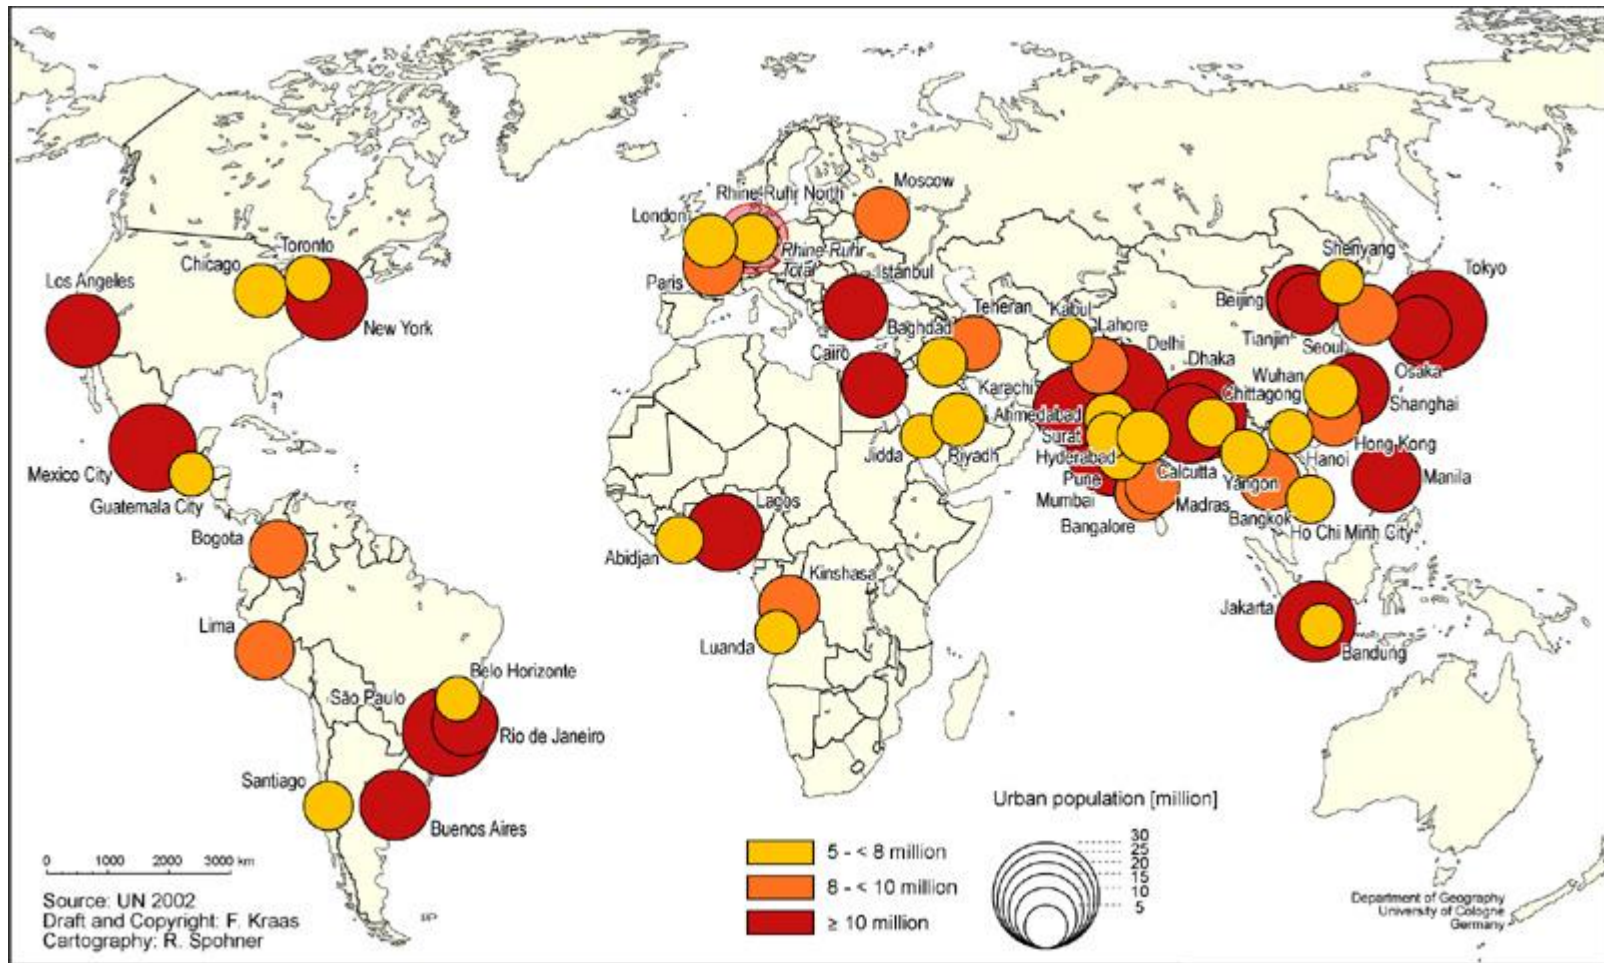 Moscow
Rhine-Ruhr North
London
Rhine-Ruhr
Total
Paris
Istanbul
Toronto
Chicago
Los Angeles
New York
Shenyang
Tokyo
Beijing
Tianjin
Seoul
Osaka
Teheran
Kabul
Baghdad
Lahore
Delhi
Dhaka
Cairo
Karachi
Wuhan
Chittagong
Shanghai
Ahmedabad
Surat
Jidda
Riyadh
Hyderabad
Calcutta
Hong Kong
Hanoi
Pune
Yangon
Manila
Mumbai
Madras
Bangalore
Bangkok
Ho Chi Minh City
Mexico City
Guatemala City
Bogota
Lagos
Abidjan
Kinshasa
Lima
Luanda
Jakarta
Bandung
Belo Horizonte
São Paulo
Rio de Janeiro
Santiago
Buenos Aires
Urban population [million]
30
25
20
15
10
5
5 - < 8 million
8 - < 10 million
≥ 10 million
0 1000 2000 3000 km
Source: UN 2002
Draft and Copyright: F. Kraas
Cartography: R. Spohner
Department of Geography
University of Cologne
Germany